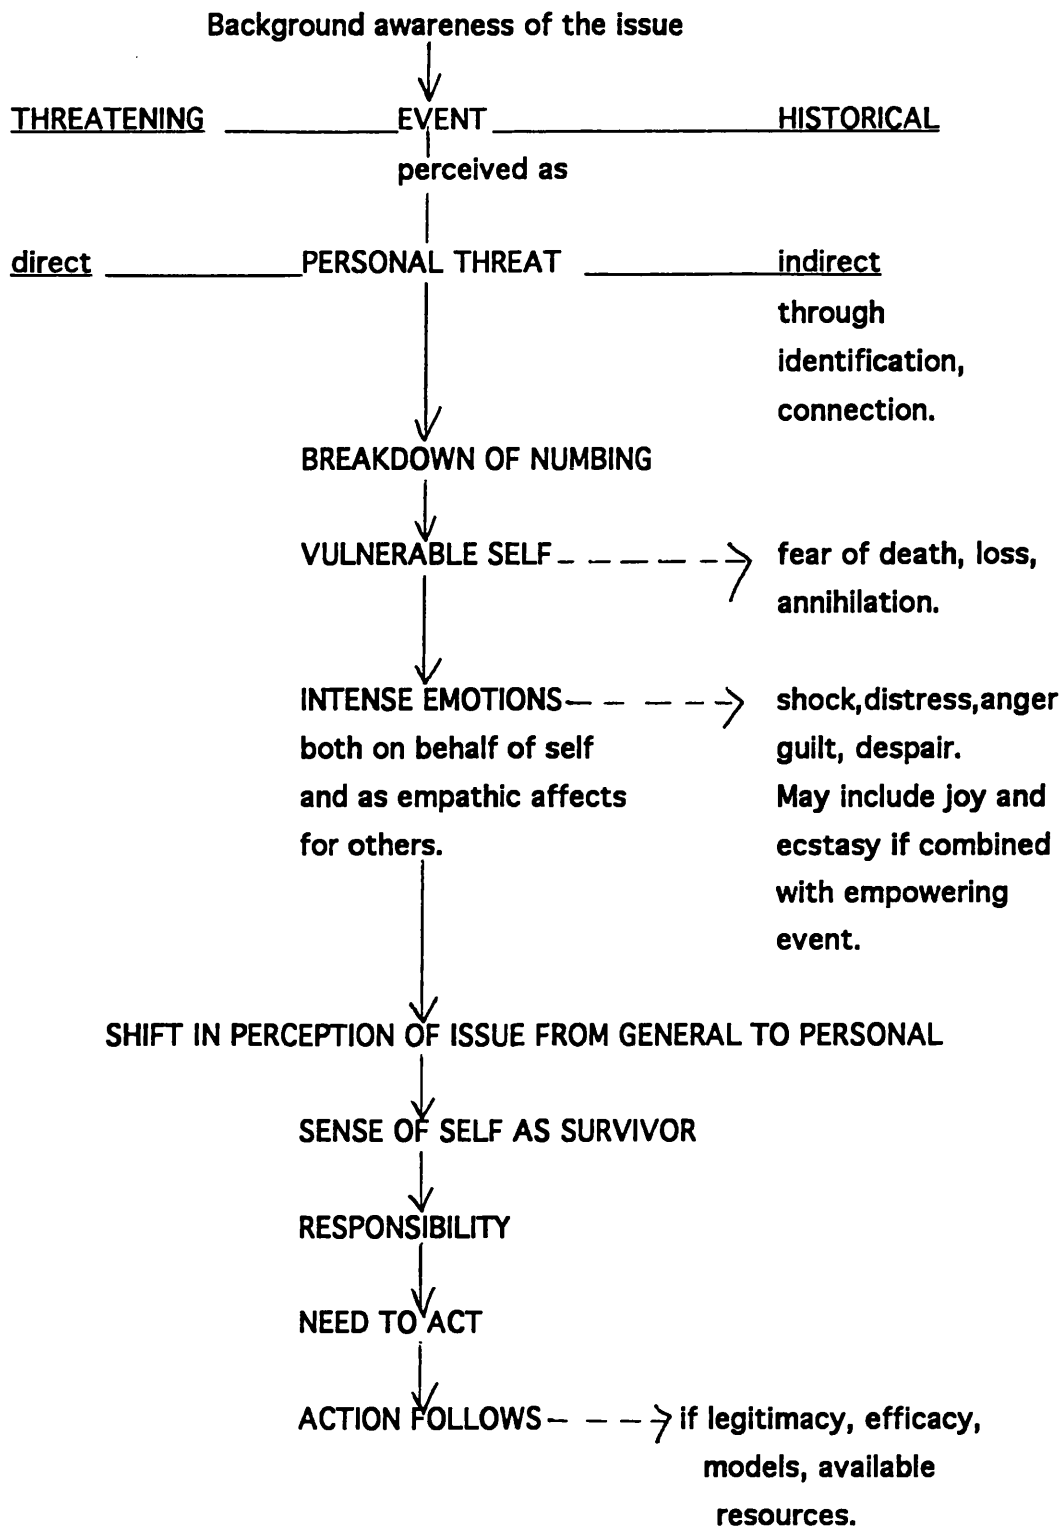 Background awareness of the issue
THREATENING EVENT HISTORICAL
perceived as
direct PERSONAL THREAT indirect
through
identification,
connection.
BREAKDOWN OF NUMBING
VULNERABLE SELF fear of death, loss,
annihilation.
INTENSE EMOTIONS shock,distress,anger
both on behalf of self guilt, despair.
and as empathic affects May include joy and
for others. ecstasy if combined
with empowering
event.
SHIFT IN PERCEPTION OF ISSUE FROM GENERAL TO PERSONAL
SENSE OF SELF AS SURVIVOR
RESPONSIBILITY
NEED TO ACT
ACTION FOLLOWS if legitimacy, efficacy,
models, available
resources.